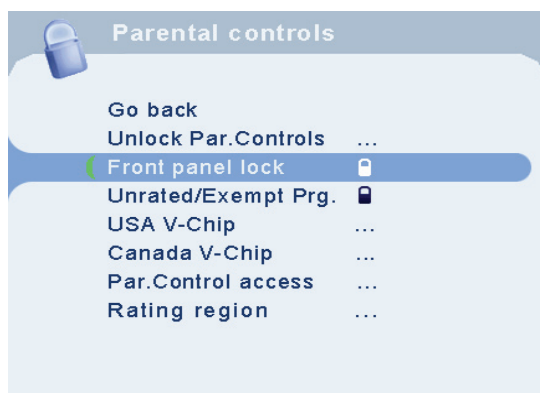 Parental controls
Go back
Unlock Par.Controls ...
Front panel lock
Unrated/Exempt Prg.
USA V-Chip ...
Canada V-Chip ...
Par.Control access ...
Rating region ...